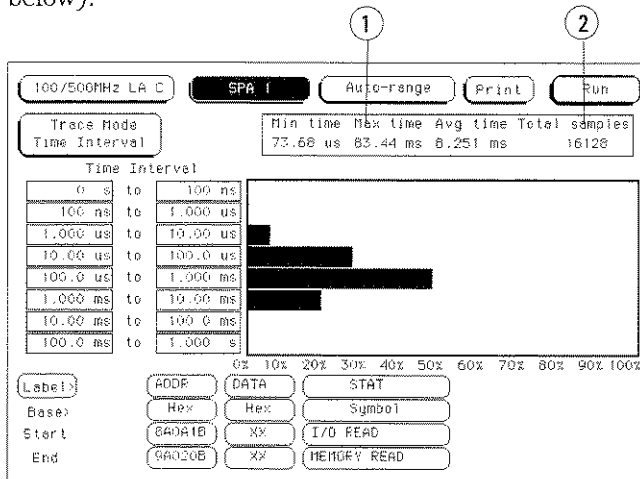 below).
1 2
100/500MHz LA C SPA 1 Auto-range Print Run
Trace Mode
Time Interval
Min time Max time Avg time Total samples
73.68 us 83.44 ms 8.251 ms 16128
Time Interval
0 s to 100 ns
100 ns to 1.000 us
1.000 us to 10.00 us
10.00 us to 100.0 us
100.0 us to 1.000 ms
1.000 ms to 10.00 ms
10.00 ms to 100.0 ms
100.0 ms to 1.000 s
0% 10% 20% 30% 40% 50% 60% 70% 80% 90% 100%
Label> ADDR DATA STAT
Base> Hex Hex Symbol
Start 8A0A1B XX I/O READ
End 9A020B XX MEMORY READ